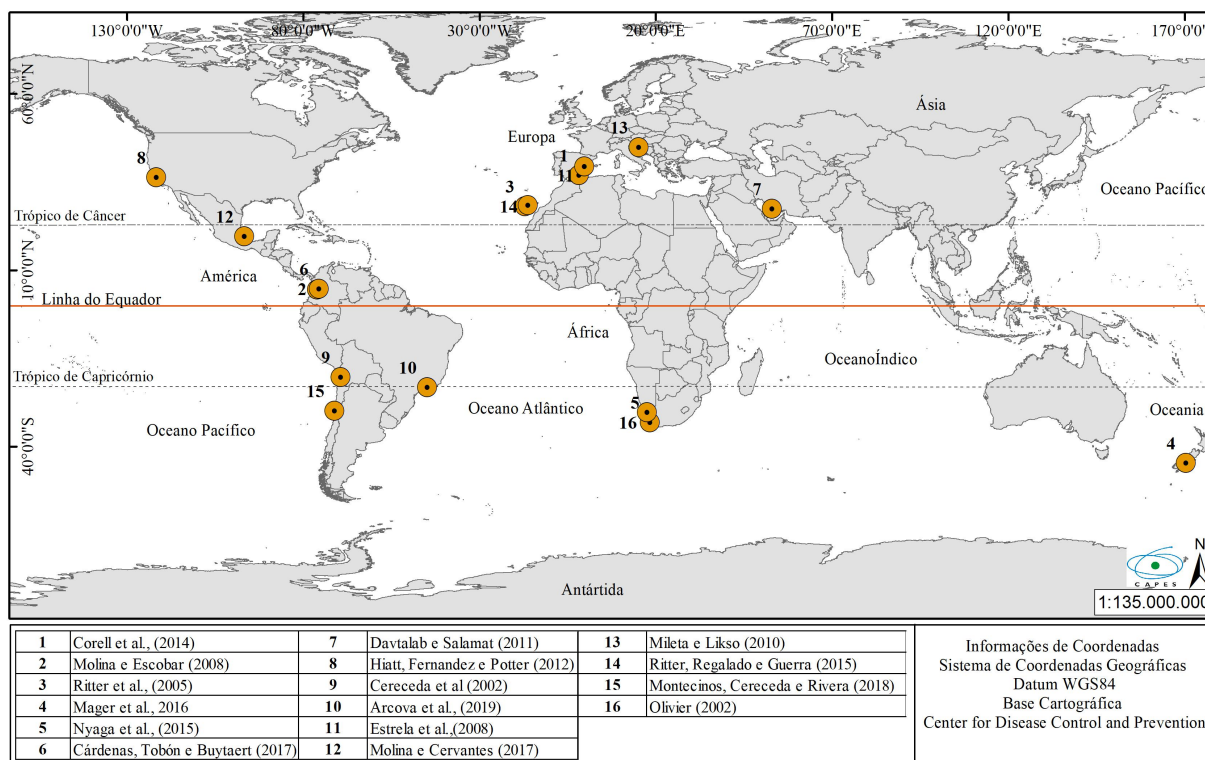 130°0'0"W 80°0'0"W 30°0'0"W 20°0'0"E 70°0'0"E 120°0'0"E 170°0'0"
60°0'0"N
Ásia
Europa 13
8 1
11
Oceano Pacífico
3 7
14
Trópico de Câncer
12
10°0'0"N
América 6
2
Linha do Equador
África
OceanoÍndico
9 10
Trópico de Capricórnio
15
Oceano Atlântico 5
16
Oceania
Oceano Pacífico
40°0'0"S
4
N
CAPES
Antártida
1:135.000.000
1 Corell et al., (2014) 7 Davtalab e Salamat (2011) 13 Mileta e Likso (2010)
2 Molina e Escobar (2008) 8 Hiatt, Fernandez e Potter (2012) 14 Ritter, Regalado e Guerra (2015)
3 Ritter et al., (2005) 9 Cereceda et al (2002) 15 Montecinos, Cereceda e Rivera (2018)
4 Mager et al., 2016 10 Arcova et al., (2019) 16 Olivier (2002)
5 Nyaga et al., (2015) 11 Estrela et al.,(2008)
6 Cárdenas, Tobón e Buytaert (2017) 12 Molina e Cervantes (2017)
Informações de Coordenadas
Sistema de Coordenadas Geográficas
Datum WGS84
Base Cartográfica
Center for Disease Control and Prevention